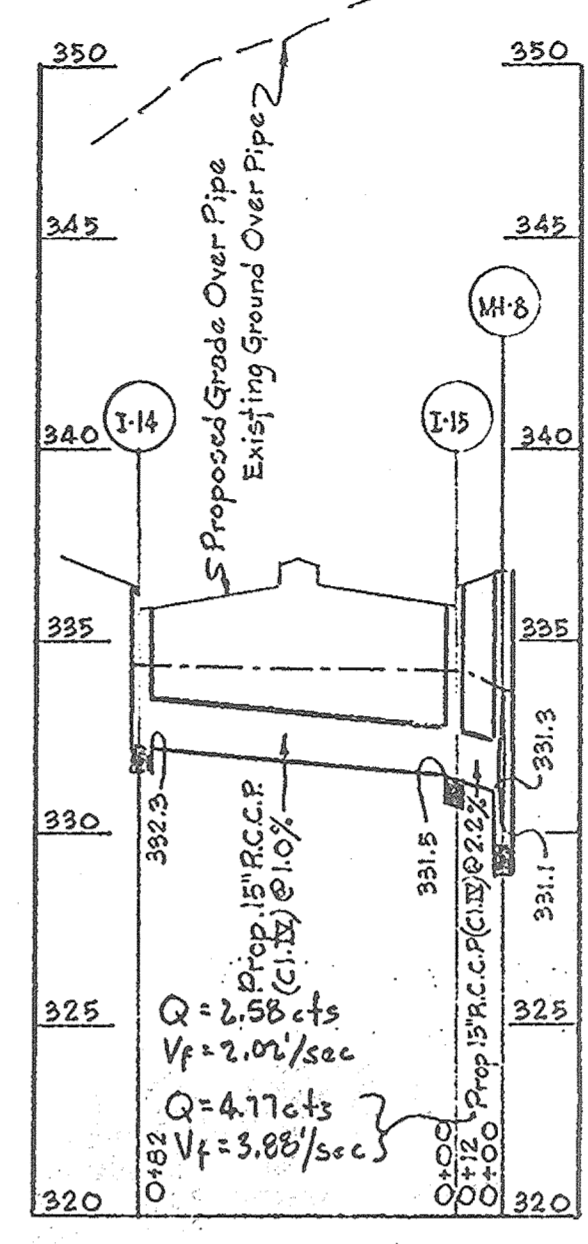 350
350
345
345
Proposed Grade Over Pipe
Existing Ground Over Pipe
MH-8
I-14
I-15
340
340
335
335
332.3
331.5
331.3
331.1
330
Prop. 15" R.C.C.P.
(Cl. IV) @ 1.0%
Prop 15" R.C.C.P. (Cl. IV) @ 2.2%
325
325
Q = 2.58 cfs
Vf = 2.02'/sec
Q = 4.77 cfs
Vf = 3.88'/sec
0+82
0+00
0+12
0+00
320
320